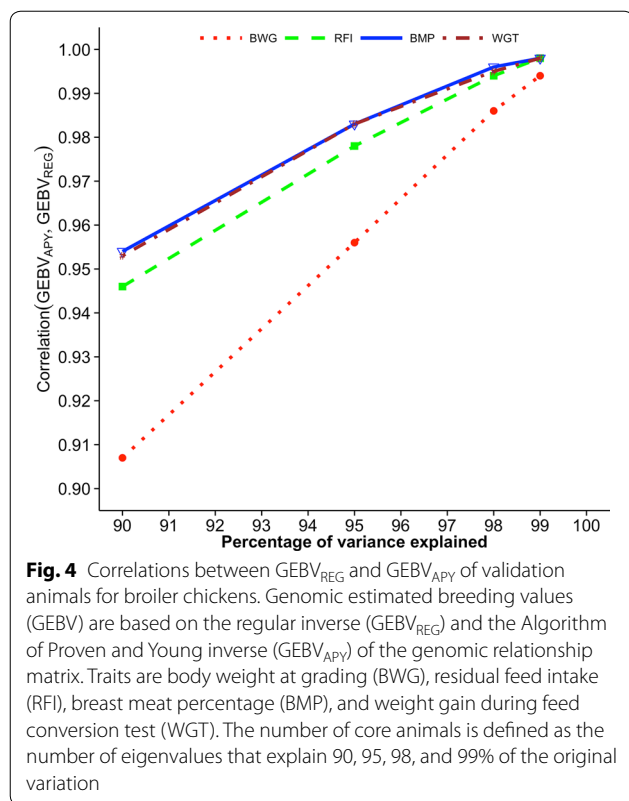 BWG RFI BMP WGT
1.00
0.99
0.98
0.97
0.96
0.95
0.94
0.93
0.92
0.91
0.90
Correlation(GEBV_APY, GEBV_REG)
90 91 92 93 94 95 96 97 98 99 100
Percentage of variance explained
Fig. 4 Correlations between GEBV_REG and GEBV_APY of validation
animals for broiler chickens. Genomic estimated breeding values
(GEBV) are based on the regular inverse (GEBV_REG) and the Algorithm
of Proven and Young inverse (GEBV_APY) of the genomic relationship
matrix. Traits are body weight at grading (BWG), residual feed intake
(RFI), breast meat percentage (BMP), and weight gain during feed
conversion test (WGT). The number of core animals is defined as the
number of eigenvalues that explain 90, 95, 98, and 99% of the original
variation